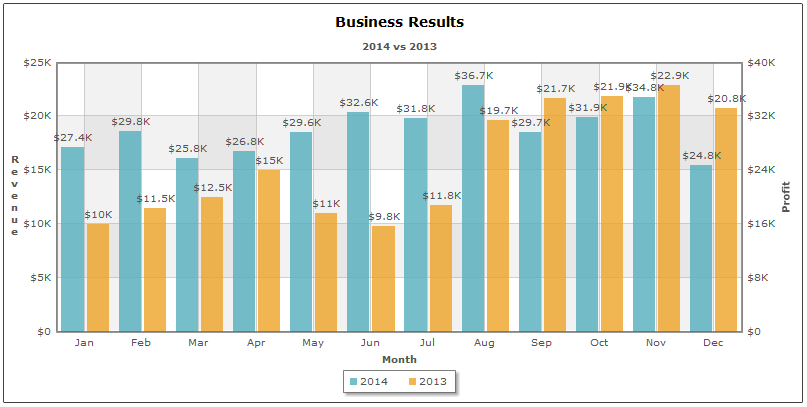 Business Results
2014 vs 2013
$25K
$20K
$15K
$10K
$5K
$0
Revenue
$40K
$32K
$24K
$16K
$8K
$0
Profit
$27.4K
$10K
$29.8K
$11.5K
$25.8K
$12.5K
$26.8K
$15K
$29.6K
$11K
$32.6K
$9.8K
$31.8K
$11.8K
$36.7K
$19.7K
$29.7K
$21.7K
$31.9K
$21.9K
$34.8K
$22.9K
$24.8K
$20.8K
Jan Feb Mar Apr May Jun Jul Aug Sep Oct Nov Dec
Month
2014 2013